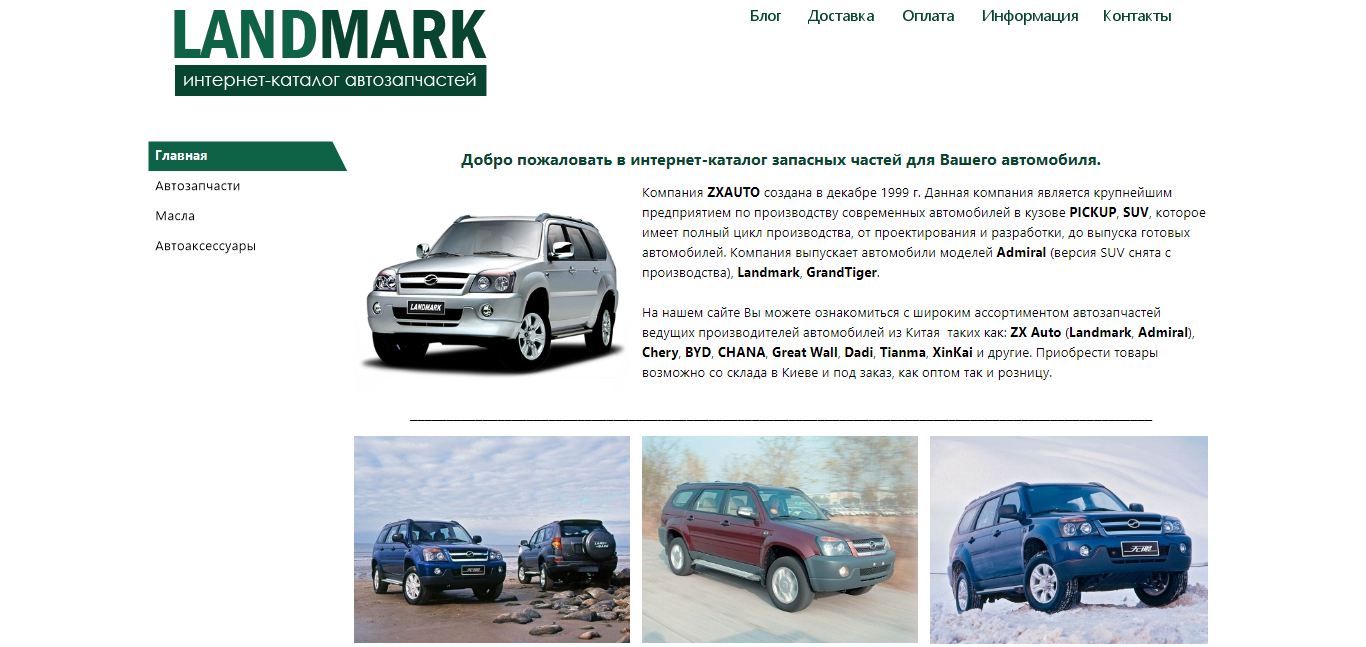 LANDMARK
интернет-каталог автозапчастей
Блог Доставка Оплата Информация Контакты
Главная
Автозапчасти
Масла
Автоаксессуары
Добро пожаловать в интернет-каталог запасных частей для Вашего автомобиля.
Компания ZXAUTO создана в декабре 1999 г. Данная компания является крупнейшим
предприятием по производству современных автомобилей в кузове PICKUP, SUV, которое
имеет полный цикл производства, от проектирования и разработки, до выпуска готовых
автомобилей. Компания выпускает автомобили моделей Admiral (версия SUV снята с
производства), Landmark, GrandTiger.
На нашем сайте Вы можете ознакомиться с широким ассортиментом автозапчастей
ведущих производителей автомобилей из Китая таких как: ZX Auto (Landmark, Admiral),
Chery, BYD, CHANA, Great Wall, Dadi, Tianma, XinKai и другие. Приобрести товары
возможно со склада в Киеве и под заказ, как оптом так и розницу.
LANDMARK